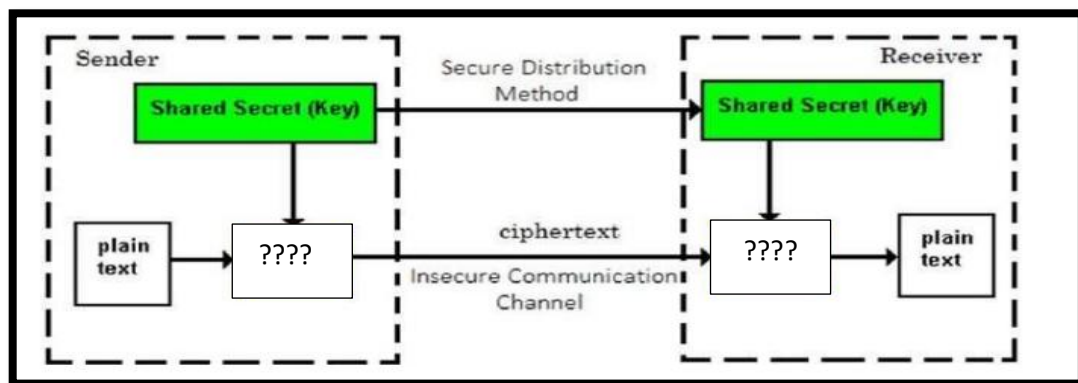 Sender
Receiver
Secure Distribution
Method
Shared Secret (Key)
Shared Secret (Key)
plain
text
????
ciphertext
Insecure Communication
Channel
????
plain
text